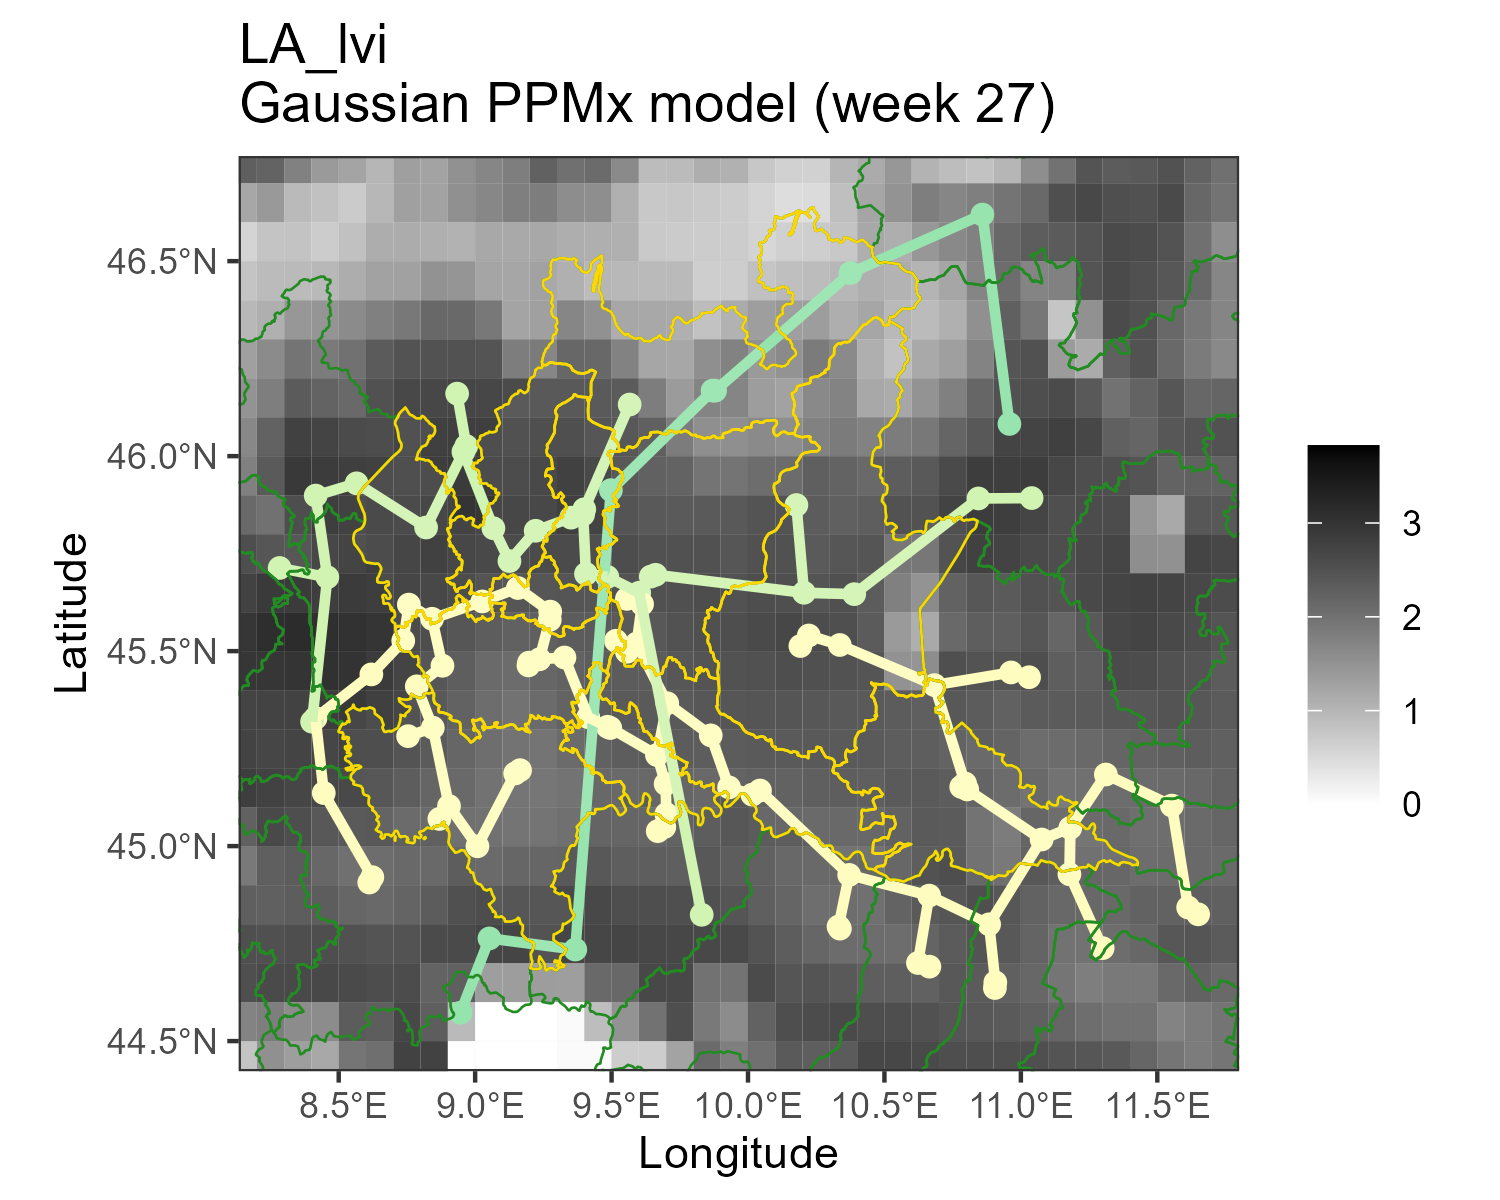 LA_lvi
Gaussian PPMx model (week 27)
46.5°N
46.0°N
45.5°N
45.0°N
44.5°N
Latitude
8.5°E 9.0°E 9.5°E 10.0°E 10.5°E 11.0°E 11.5°E
Longitude
3
2
1
0